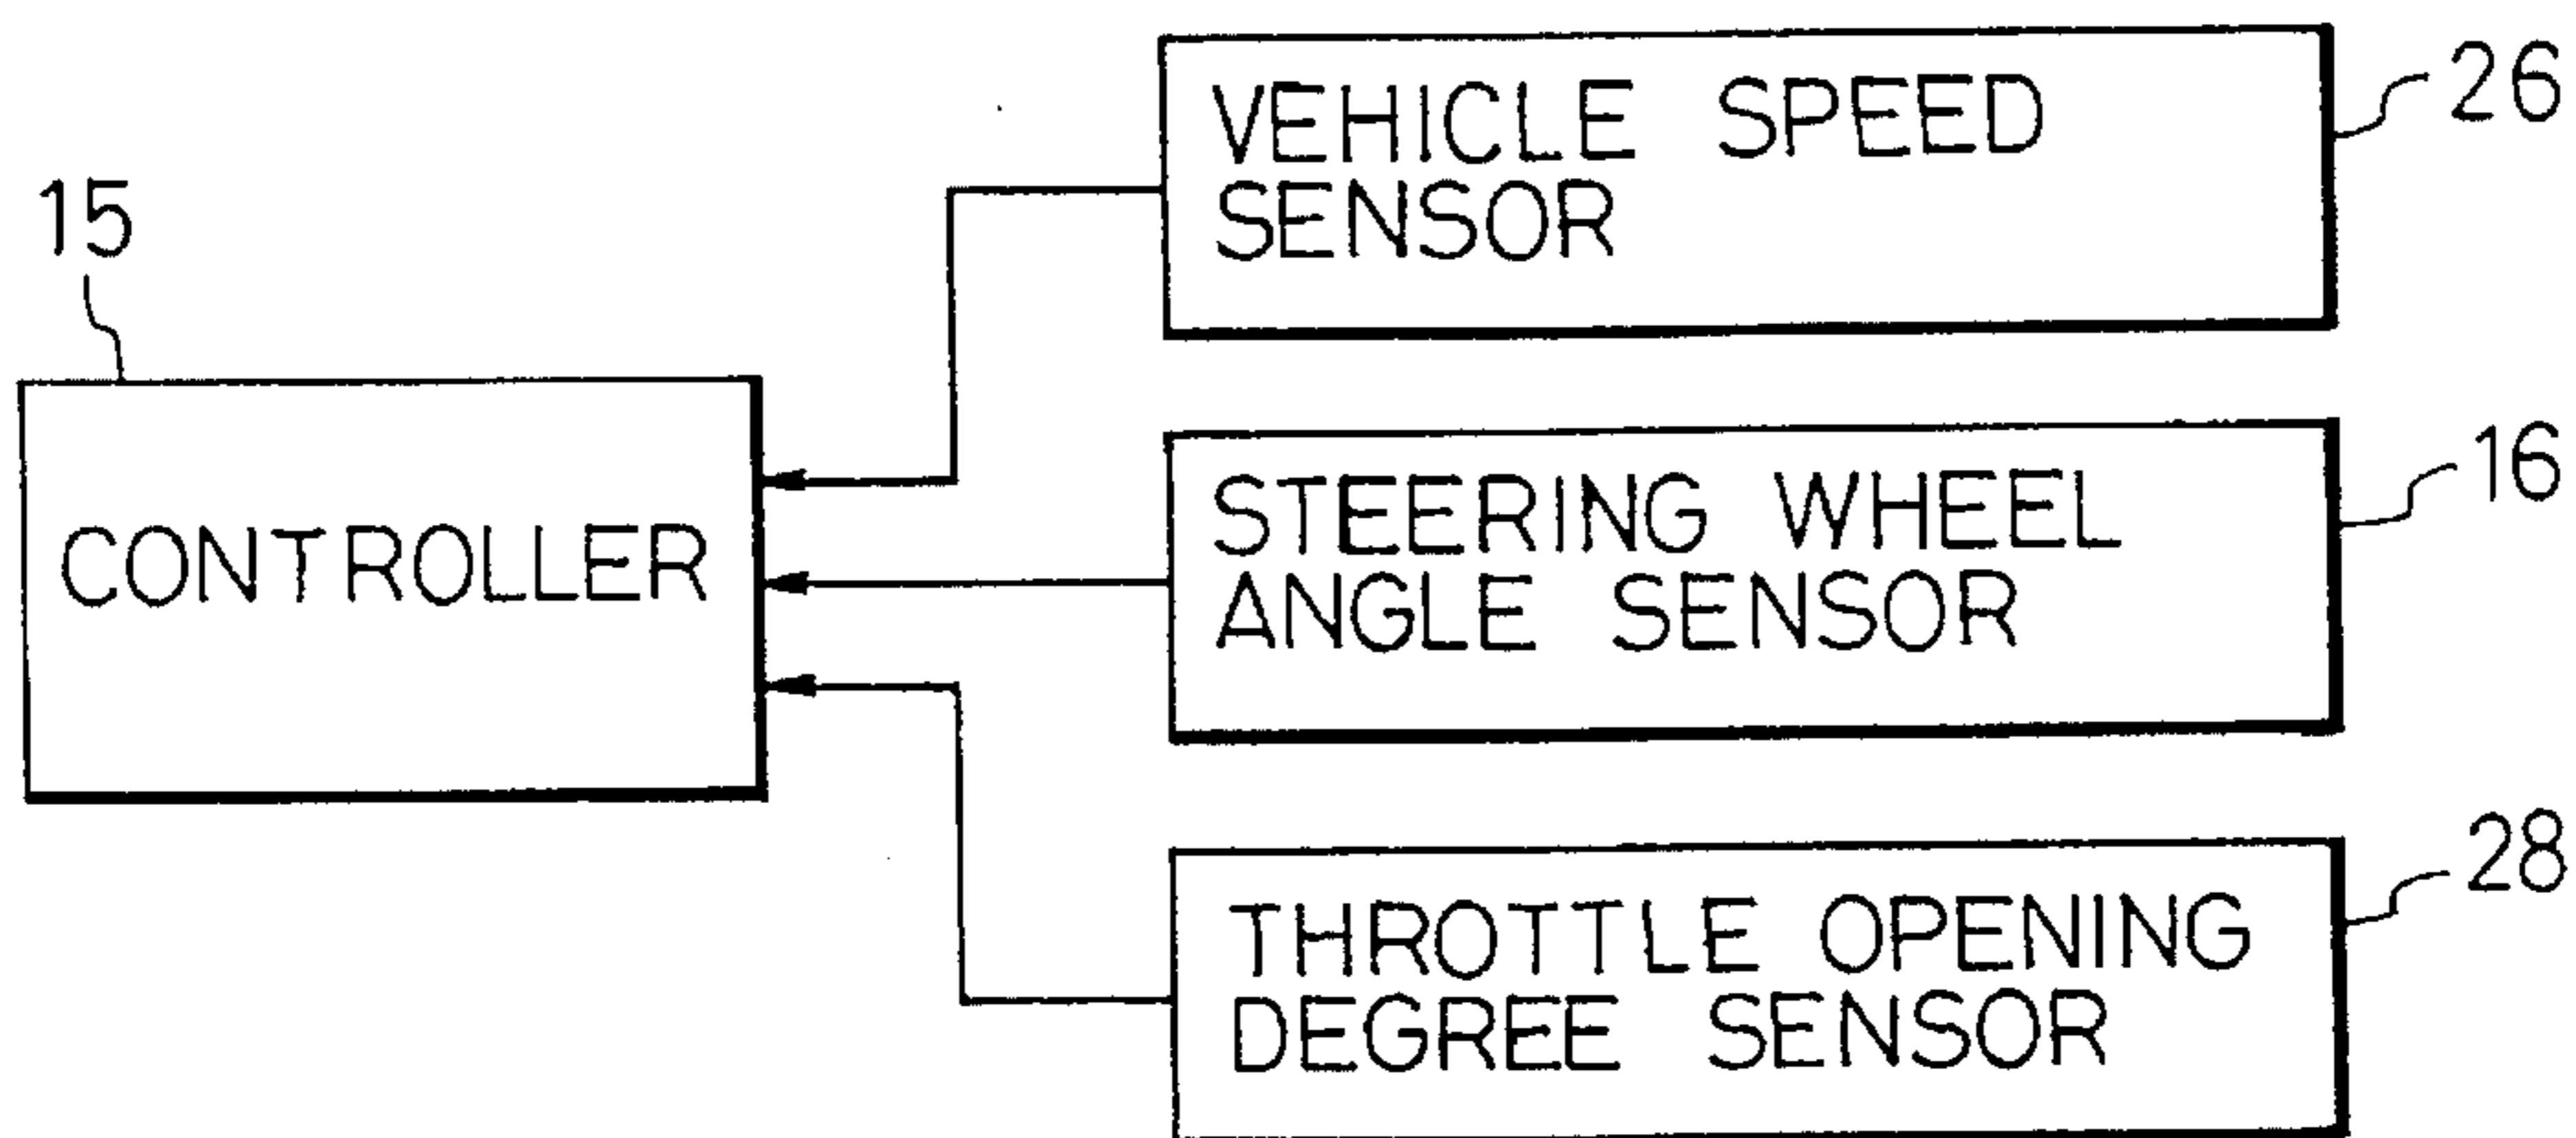 VEHICLE SPEED
SENSOR
26
15
CONTROLLER
STEERING WHEEL
ANGLE SENSOR
16
THROTTLE OPENING
DEGREE SENSOR
28